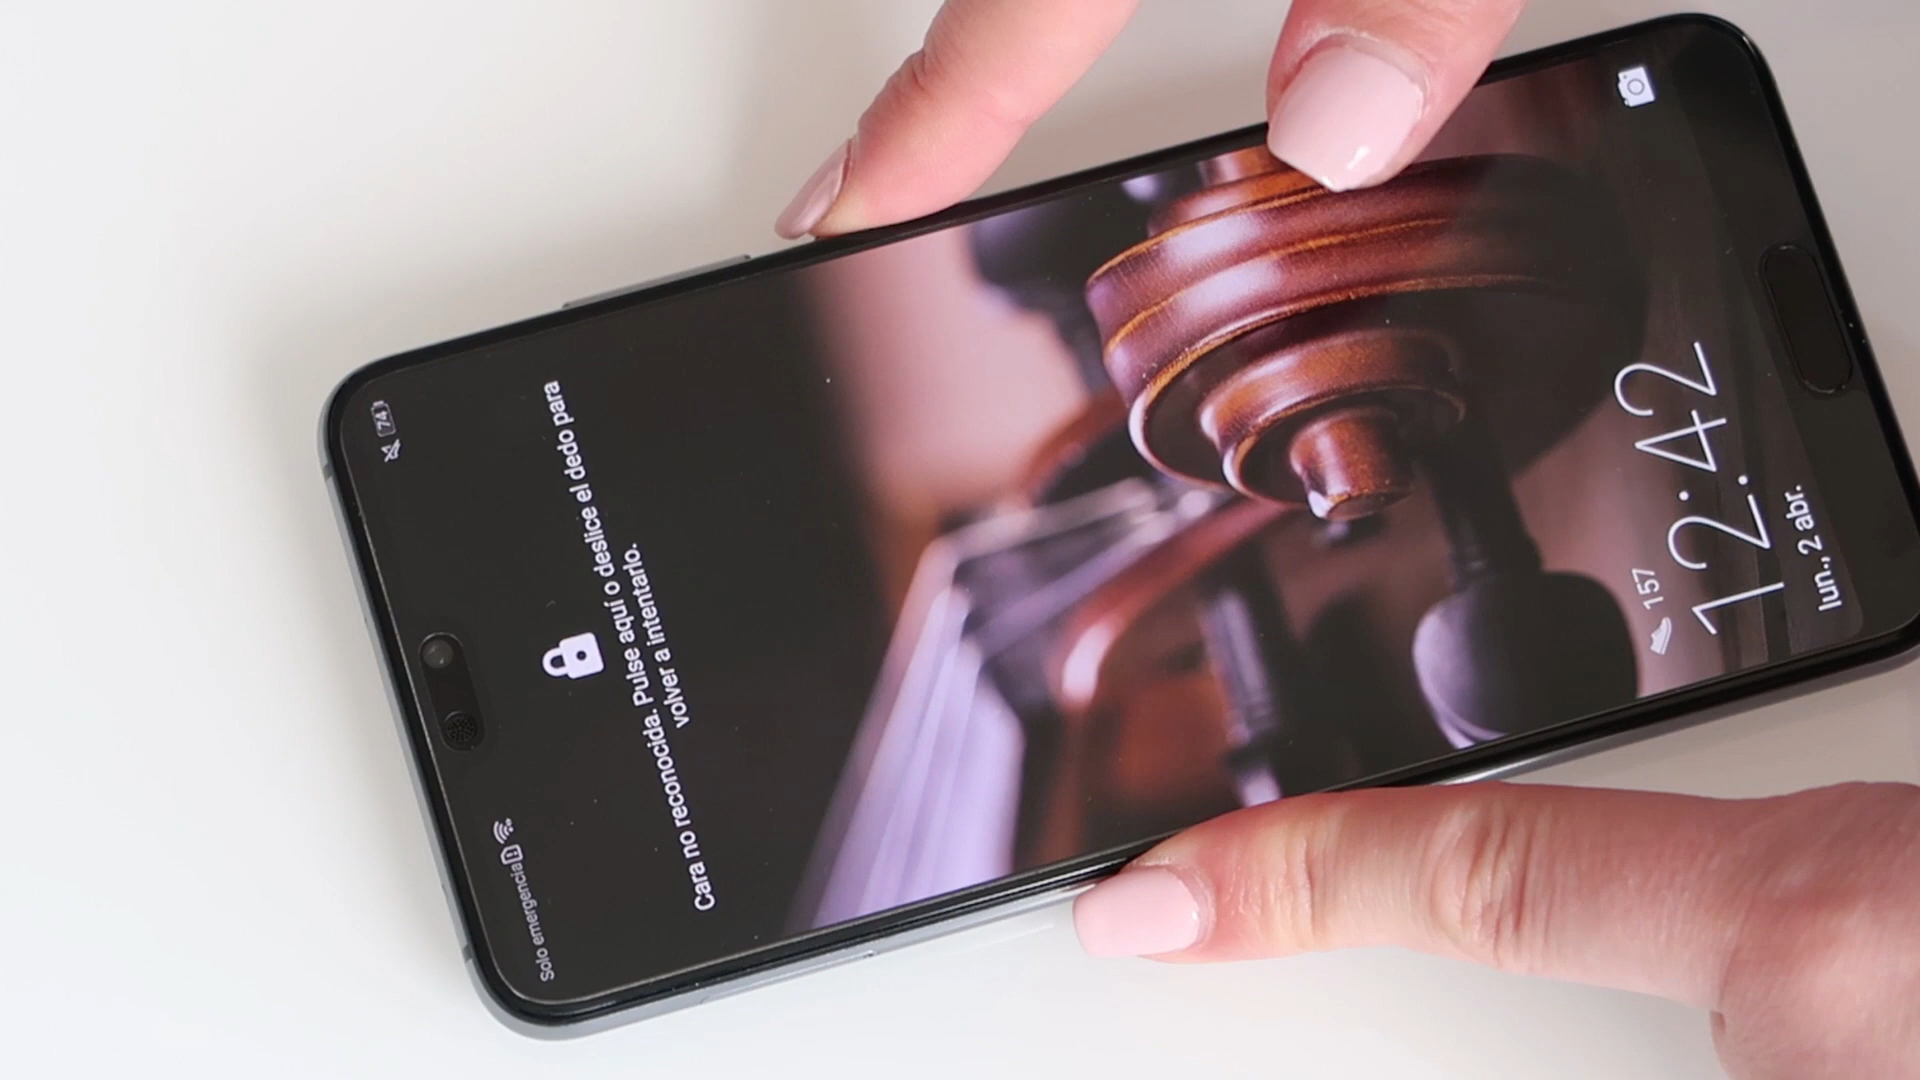 Solo emergencia
74
Cara no reconocida. Pulse aquí o deslice el dedo para
volver a intentarlo.
157
12:42
lun., 2 abr.